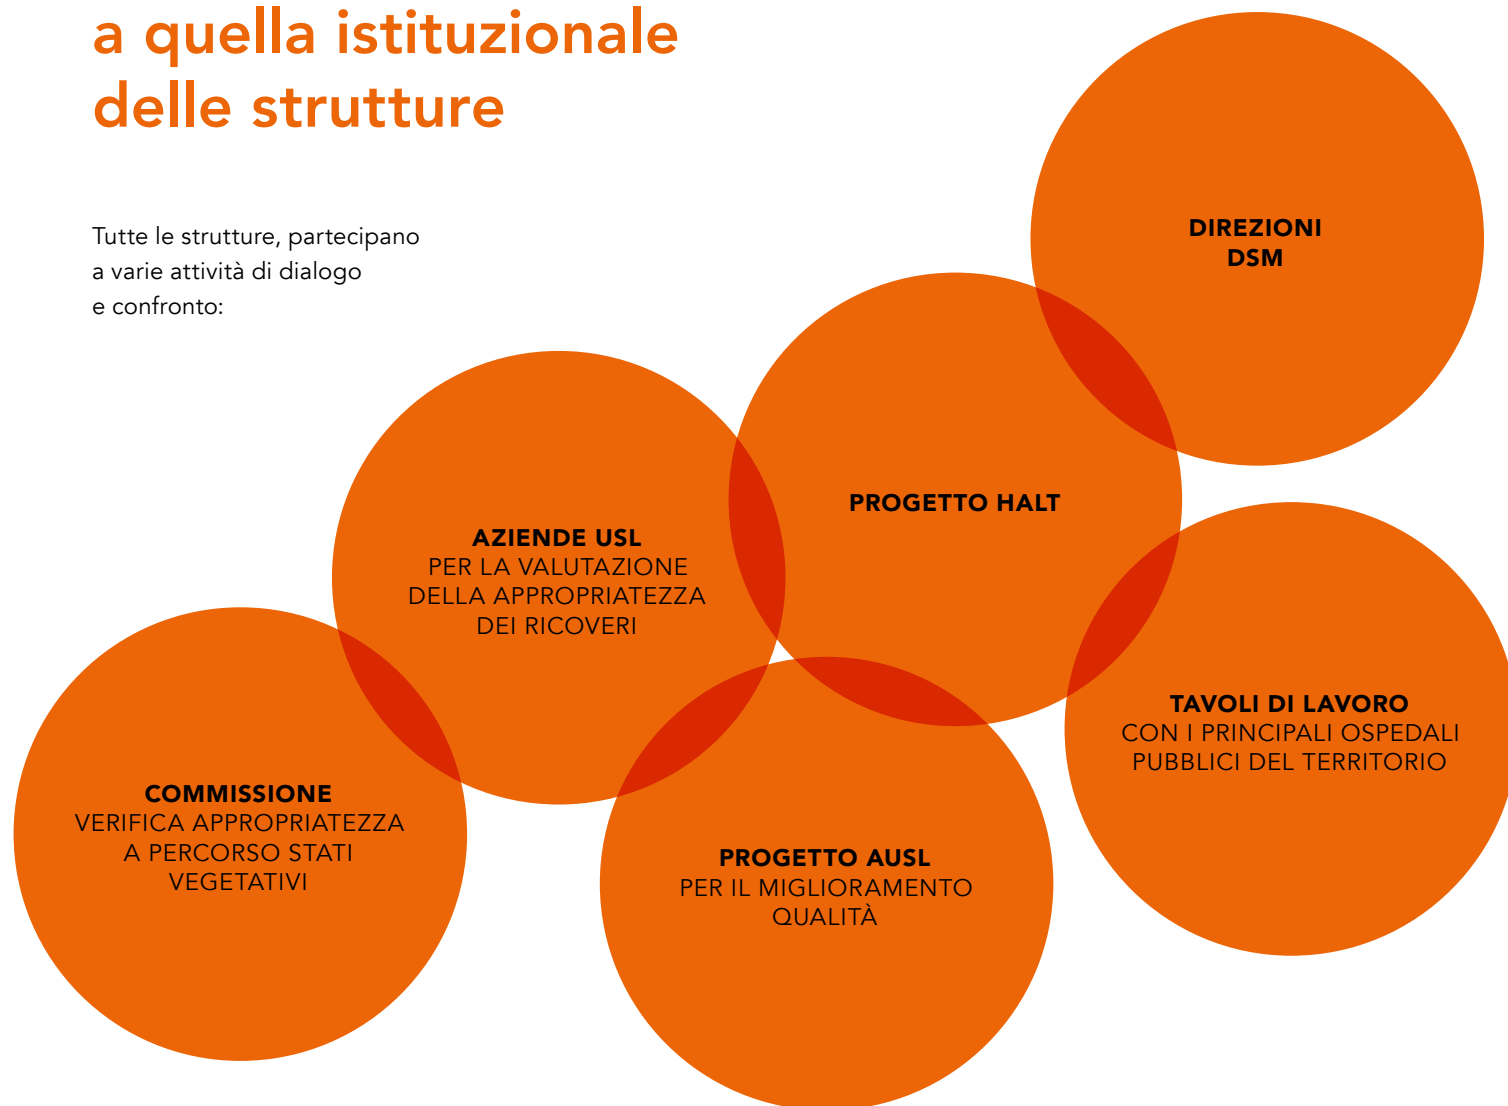 a quella istituzionale
delle strutture
Tutte le strutture, partecipano
a varie attività di dialogo
e confronto:
DIREZIONI
DSM
PROGETTO HALT
AZIENDE USL
PER LA VALUTAZIONE
DELLA APPROPRIATEZZA
DEI RICOVERI
TAVOLI DI LAVORO
CON I PRINCIPALI OSPEDALI
PUBBLICI DEL TERRITORIO
COMMISSIONE
VERIFICA APPROPRIATEZZA
A PERCORSO STATI
VEGETATIVI
PROGETTO AUSL
PER IL MIGLIORAMENTO
QUALITÀ